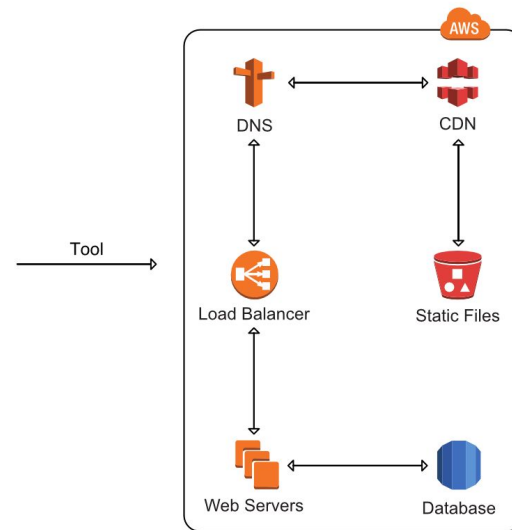 AWS
DNS
CDN
Tool
Load Balancer
Static Files
Web Servers
Database